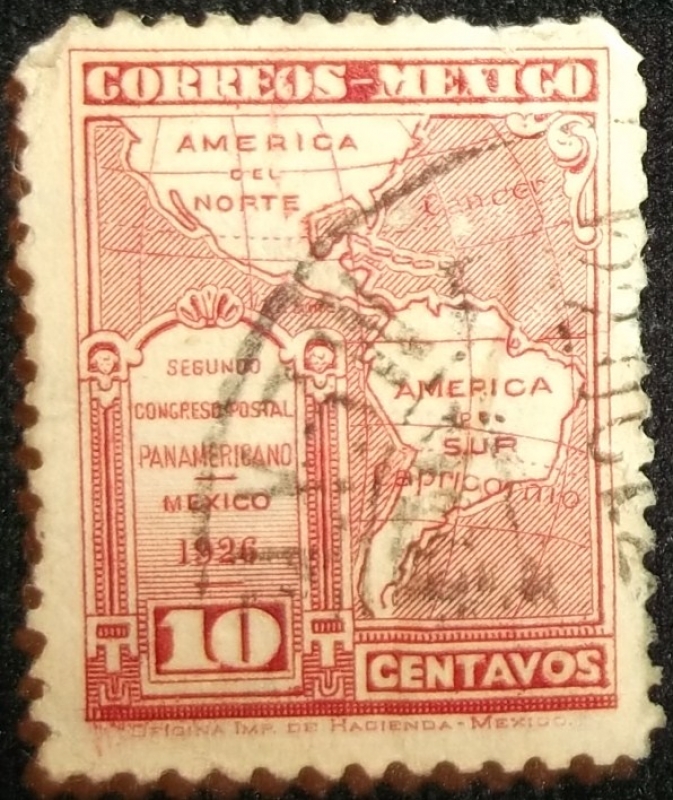 CORREOS-MEXICO
AMERICA
DEL
NORTE
Cancer
SEGUNDO
CONGRESO POSTAL
PANAMERICANO
MEXICO
1926
AMERICA
SUR
Capricornio
10
CENTAVOS
OFICINA IMP. DE HACIENDA-MEXICO.